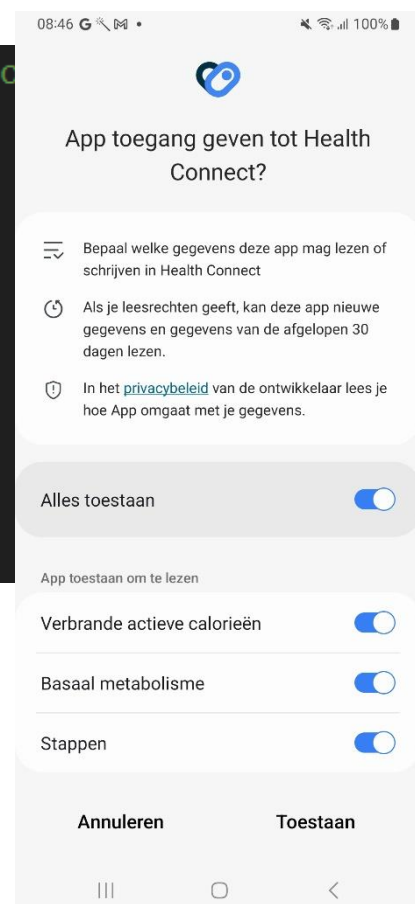 08:46 G 100%
App toegang geven tot Health
Connect?
Bepaal welke gegevens deze app mag lezen of
schrijven in Health Connect
Als je leesrechten geeft, kan deze app nieuwe
gegevens en gegevens van de afgelopen 30
dagen lezen.
In het privacybeleid van de ontwikkelaar lees je
hoe App omgaat met je gegevens.
Alles toestaan
App toestaan om te lezen
Verbrande actieve calorieën
Basaal metabolisme
Stappen
Annuleren Toestaan